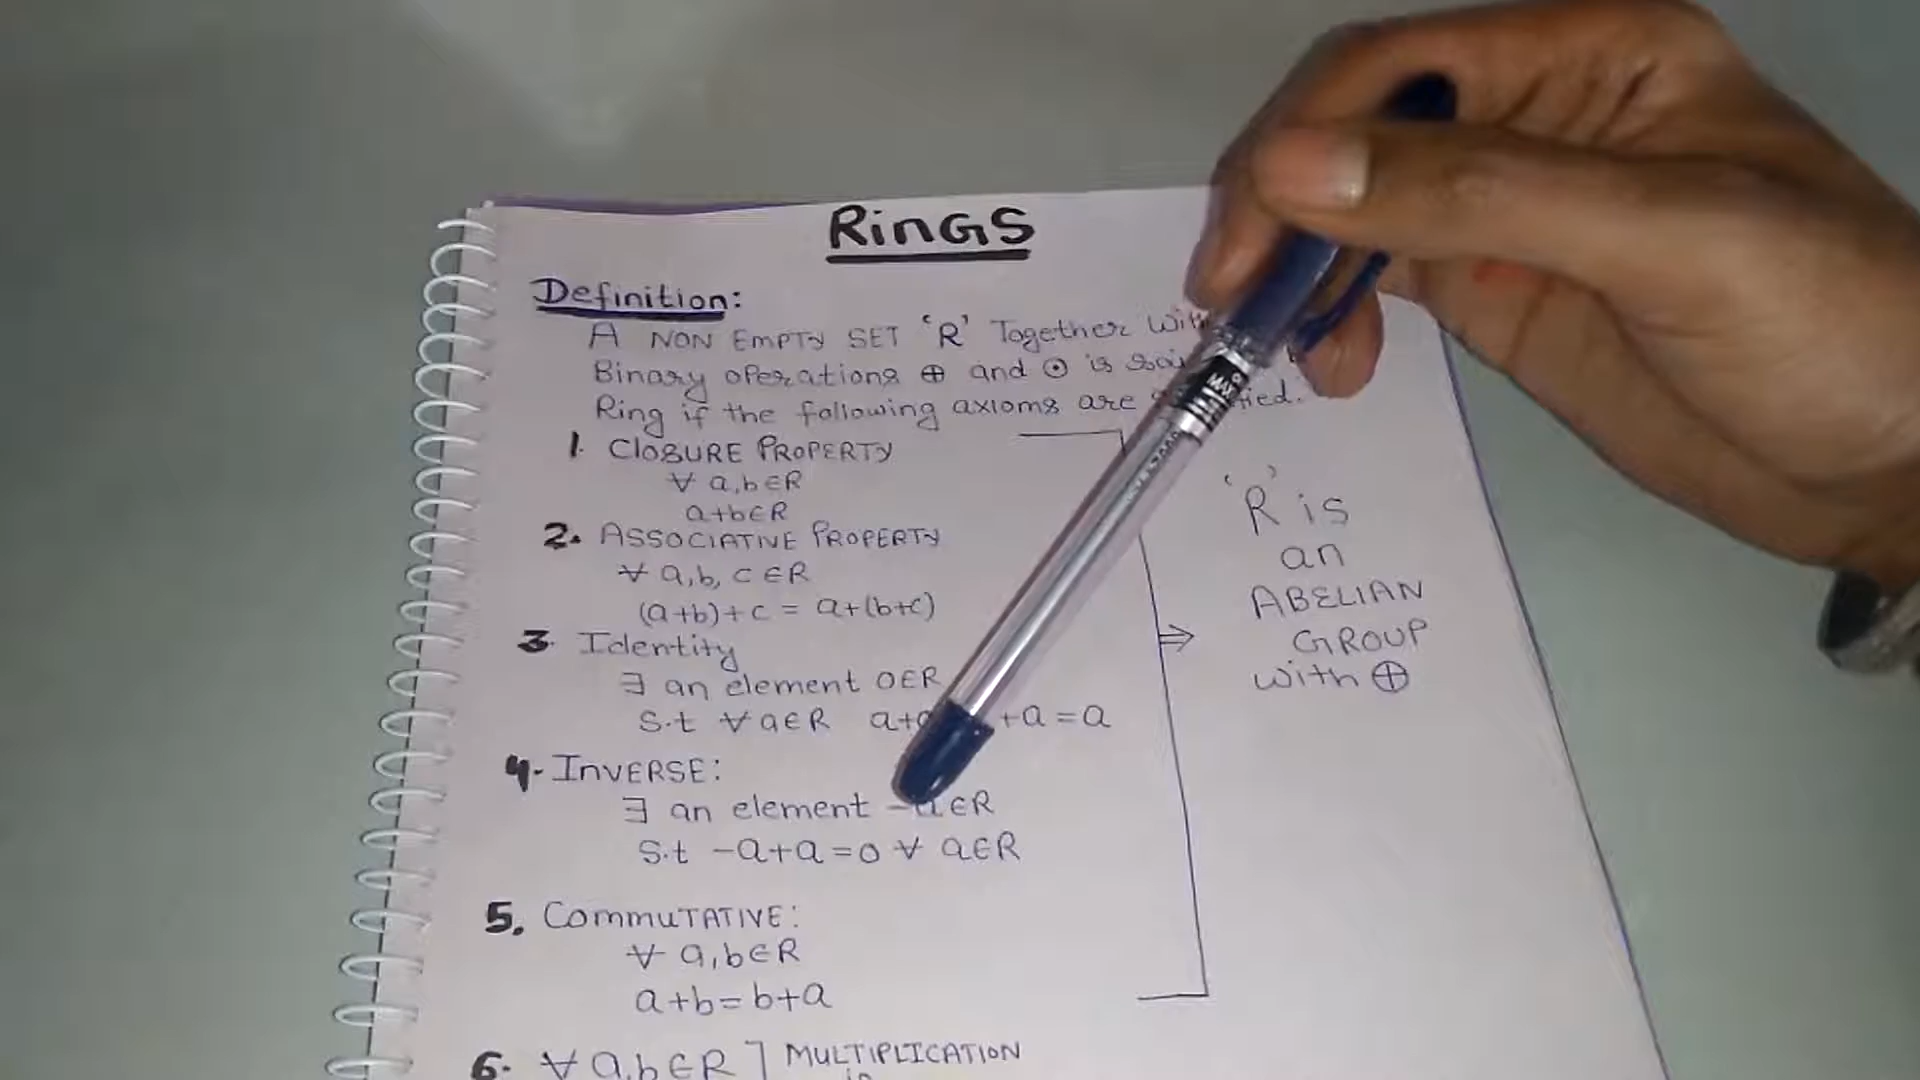 RinGS
Definition:
A NON EMPTY SET 'R' Together With
Binary operations ⊕ and ⊙ is
Ring if the following axioms are
1. CLOSURE PROPERTY
∀ a,b∈R
a+b∈R
2. ASSOCIATIVE PROPERTY
∀ a,b,c∈R
(a+b)+c = a+(b+c)
3. Identity
∃ an element 0∈R
S.t ∀ a∈R a+ +a=a
4. INVERSE:
∃ an element -a∈R
S.t -a+a=0 ∀ a∈R
5. COMMUTATIVE:
∀ a,b∈R
a+b=b+a
6. ∀ a,b∈R ] MULTIPLICATION
⇒
'R' is
an
ABELIAN
GROUP
with ⊕
MAX